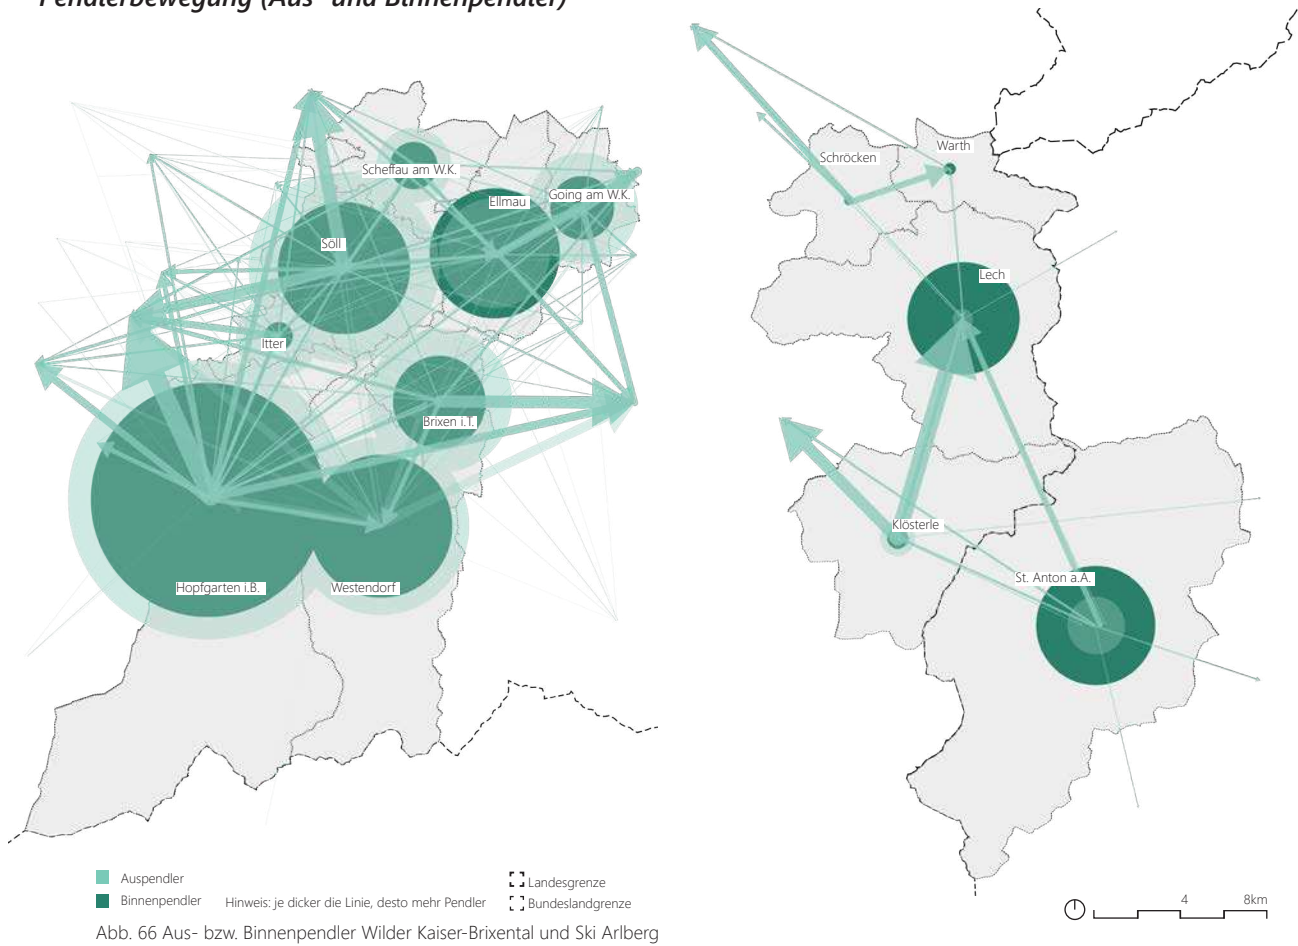 Pendlerbewegung (Aus- und Binnenpendler)
Scheffau am W.K.
Going am W.K.
Ellmau
Söll
Itter
Brixen i.T.
Hopfgarten i.B.
Westendorf
Warth
Schröcken
Lech
Klösterle
St. Anton a.A.
Auspendler
Binnenpendler
Hinweis: je dicker die Linie, desto mehr Pendler
Landesgrenze
Bundeslandgrenze
4 8km
Abb. 66 Aus- bzw. Binnenpendler Wilder Kaiser-Brixental und Ski Arlberg